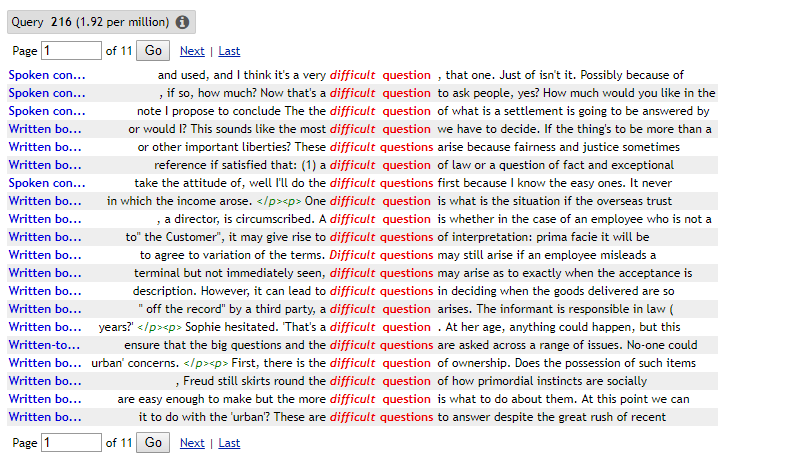 Query 216 (1.92 per million) i
Page 1 of 11 Go Next | Last
Spoken con... and used, and I think it's a very difficult question , that one. Just of isn't it. Possibly because of
Spoken con... , if so, how much? Now that's a difficult question to ask people, yes? How much would you like in the
Spoken con... note I propose to conclude The the difficult question of what is a settlement is going to be answered by
Written bo... or would I? This sounds like the most difficult question we have to decide. If the thing's to be more than a
Written bo... or other important liberties? These difficult questions arise because fairness and justice sometimes
Written bo... reference if satisfied that: (1) a difficult question of law or a question of fact and exceptional
Spoken con... take the attitude of, well I'll do the difficult questions first because I know the easy ones. It never
Written bo... in which the income arose. </p><p> One difficult question is what is the situation if the overseas trust
Written bo... , a director, is circumscribed. A difficult question is whether in the case of an employee who is not a
Written bo... to" the Customer", it may give rise to difficult questions of interpretation: prima facie it will be
Written bo... to agree to variation of the terms. Difficult questions may still arise if an employee misleads a
Written bo... terminal but not immediately seen, difficult questions may arise as to exactly when the acceptance is
Written bo... description. However, it can lead to difficult questions in deciding when the goods delivered are so
Written bo... " off the record" by a third party, a difficult question arises. The informant is responsible in law (
Written bo... years?' </p><p> Sophie hesitated. 'That's a difficult question . At her age, anything could happen, but this
Written-to... ensure that the big questions and the difficult questions are asked across a range of issues. No-one could
Written bo... urban' concerns. </p><p> First, there is the difficult question of ownership. Does the possession of such items
Written bo... , Freud still skirts round the difficult question of how primordial instincts are socially
Written bo... are easy enough to make but the more difficult question is what to do about them. At this point we can
Written bo... it to do with the 'urban'? These are difficult questions to answer despite the great rush of recent
Page 1 of 11 Go Next | Last